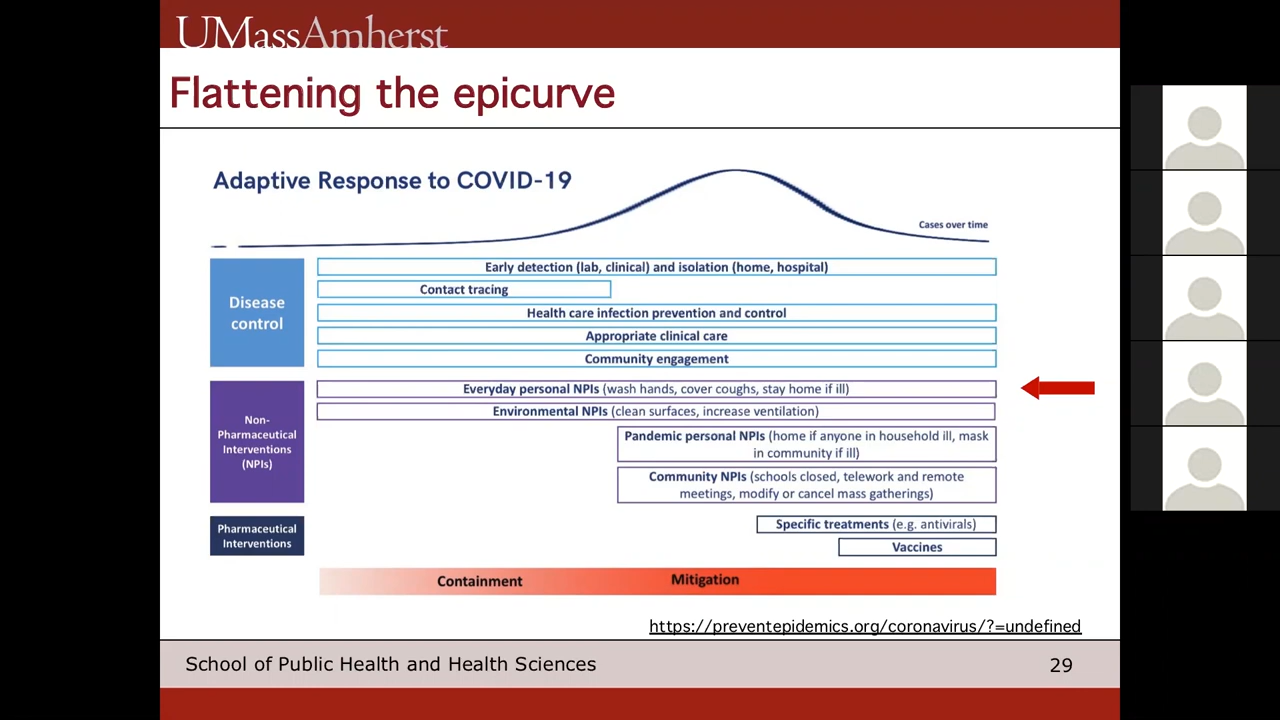 UMassAmherst
Flattening the epicurve
Adaptive Response to COVID-19
Cases over time
Disease
control
Early detection (lab, clinical) and isolation (home, hospital)
Contact tracing
Health care infection prevention and control
Appropriate clinical care
Community engagement
Non-
Pharmaceutical
Interventions
(NPIs)
Everyday personal NPIs (wash hands, cover coughs, stay home if ill)
Environmental NPIs (clean surfaces, increase ventilation)
Pandemic personal NPIs (home if anyone in household ill, mask
in community if ill)
Community NPIs (schools closed, telework and remote
meetings, modify or cancel mass gatherings)
Pharmaceutical
Interventions
Specific treatments (e.g. antivirals)
Vaccines
Containment
Mitigation
https://preventepidemics.org/coronavirus/?=undefined
School of Public Health and Health Sciences
29